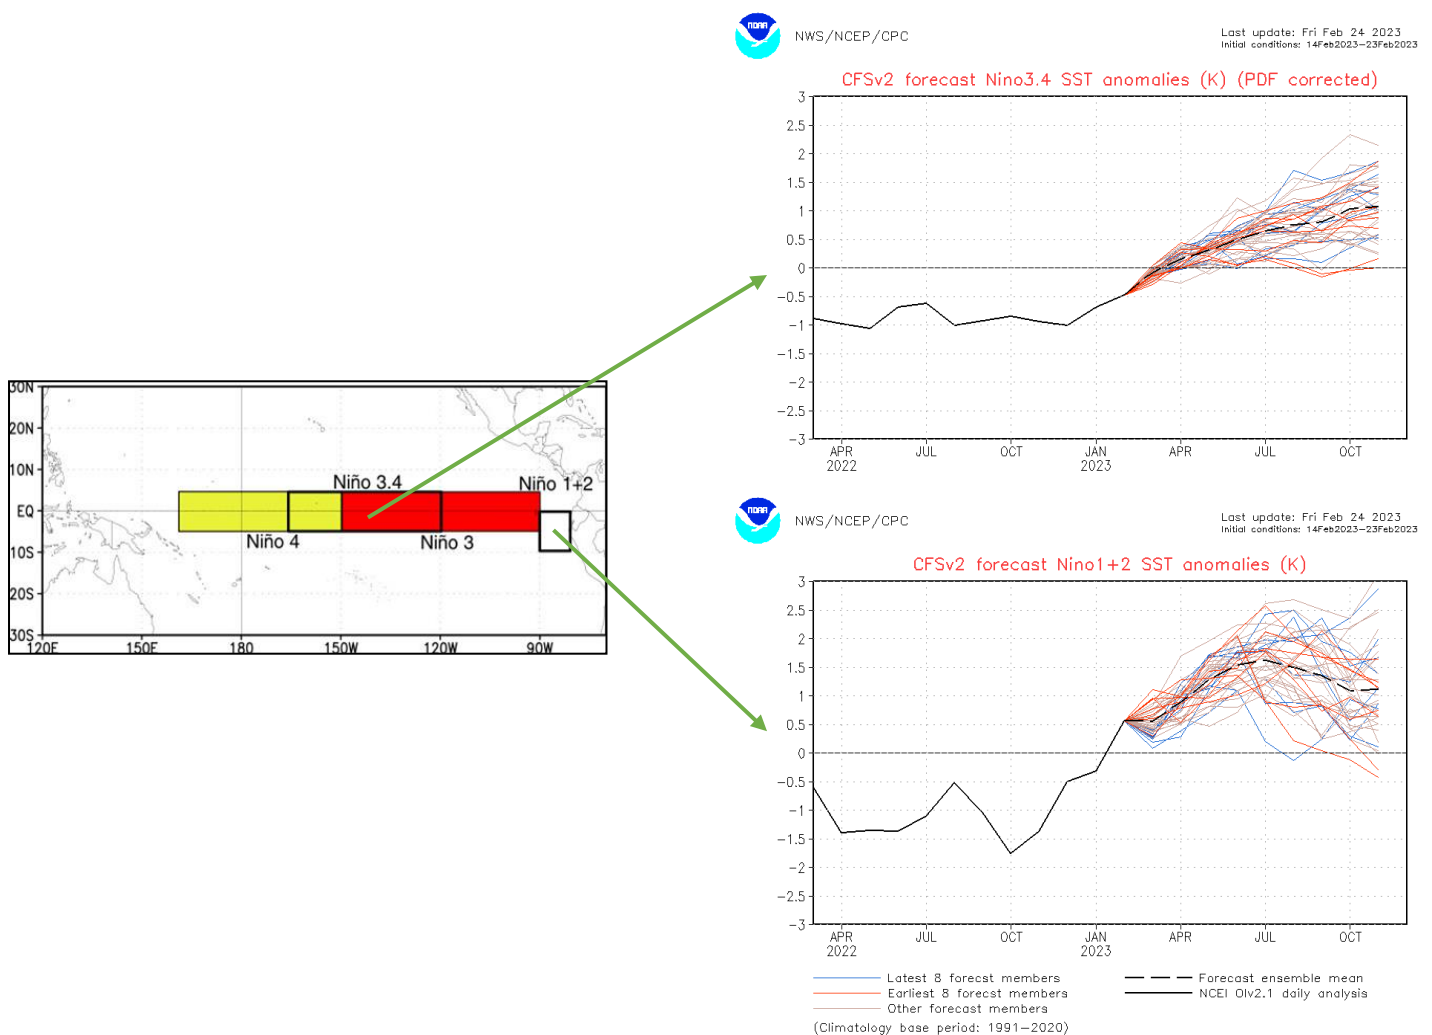 NOAA
NWS/NCEP/CPC
Last update: Fri Feb 24 2023
Initial conditions: 14Feb2023–23Feb2023
CFSv2 forecast Nino3.4 SST anomalies (K) (PDF corrected)
3
2.5
2
1.5
1
0.5
0
−0.5
−1
−1.5
−2
−2.5
−3
APR
2022
JUL
OCT
JAN
2023
APR
JUL
OCT
30N
20N
10N
EQ
10S
20S
30S
120E
150E
180
150W
120W
90W
Niño 3.4
Niño 1+2
Niño 4
Niño 3
NOAA
NWS/NCEP/CPC
Last update: Fri Feb 24 2023
Initial conditions: 14Feb2023–23Feb2023
CFSv2 forecast Nino1+2 SST anomalies (K)
3
2.5
2
1.5
1
0.5
0
−0.5
−1
−1.5
−2
−2.5
−3
APR
2022
JUL
OCT
JAN
2023
APR
JUL
OCT
Latest 8 forecst members
Earliest 8 forecst members
Other forecast members
Forecast ensemble mean
NCEI OIv2.1 daily analysis
(Climatology base period: 1991–2020)